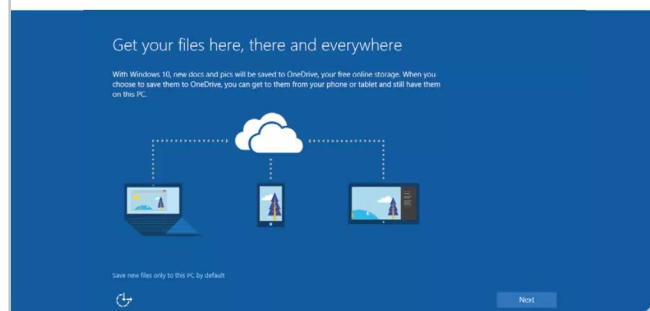 Get your files here, there and everywhere
With Windows 10, new docs and pics will be saved to OneDrive, your free online storage. When you
choose to save them to OneDrive, you can get to them from your phone or tablet and still have them
on this PC.
Save new files only to this PC by default
Next